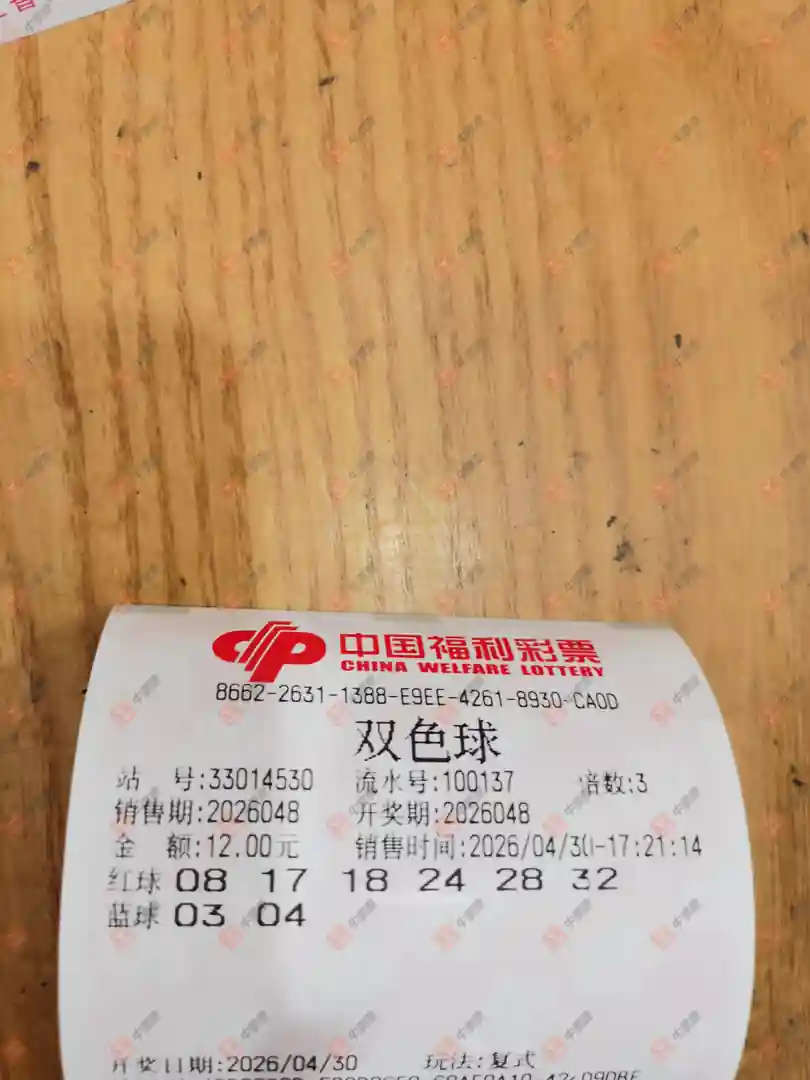 中国福利彩票
CHINA WELFARE LOTTERY
8662-2631-1388-E9EE-4261-8930-CA0D
双色球
站 号:33014530 流水号:100137 倍数:3
销售期:2026048 开奖期:2026048
金 额:12.00元 销售时间:2026/04/30-17:21:14
红球 08 17 18 24 28 32
蓝球 03 04
开奖日期:2026/04/30 玩法:复式